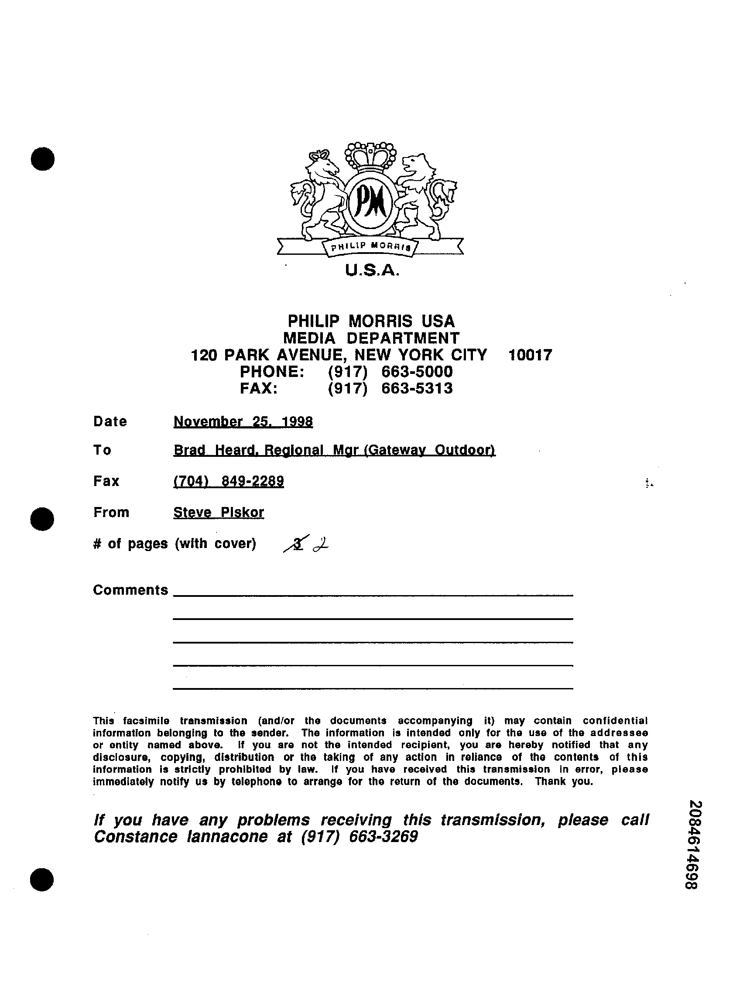 PM
PHILIP MORRIS
U.S.A.
PHILIP MORRIS USA
MEDIA DEPARTMENT
120 PARK AVENUE, NEW YORK CITY 10017
PHONE: (917) 663-5000
FAX: (917) 663-5313
Date November 25, 1998
To Brad Heard, Regional Mgr (Gateway Outdoor)
Fax (704) 849-2289
From Steve Piskor
# of pages (with cover) 3 2
Comments
This facsimile transmission (and/or the documents accompanying it) may contain confidential
information belonging to the sender. The information is intended only for the use of the addressee
or entity named above. If you are not the intended recipient, you are hereby notified that any
disclosure, copying, distribution or the taking of any action in reliance of the contents of this
information is strictly prohibited by law. If you have received this transmission in error, please
immediately notify us by telephone to arrange for the return of the documents. Thank you.
If you have any problems receiving this transmission, please call
Constance Iannacone at (917) 663-3269
2084614698